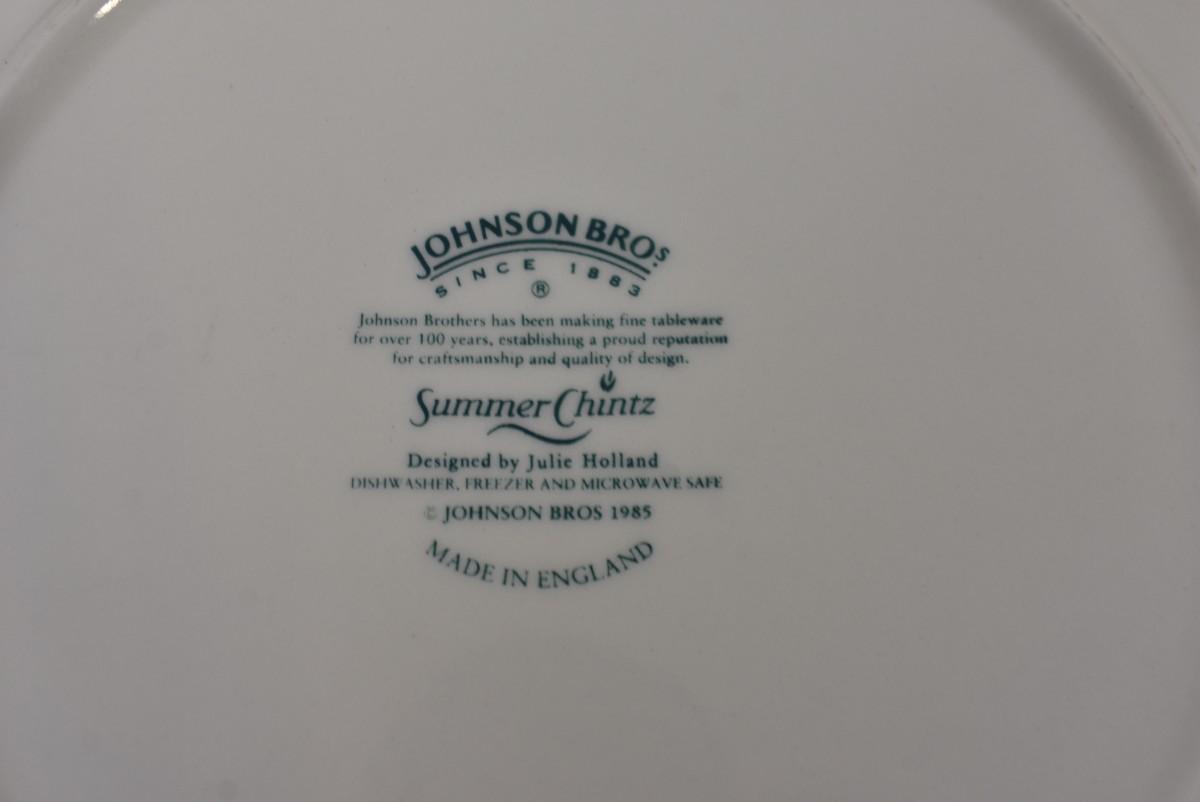 JOHNSON BROS.
SINCE 1883
®
Johnson Brothers has been making fine tableware
for over 100 years, establishing a proud reputation
for craftsmanship and quality of design.
Summer Chintz
Designed by Julie Holland
DISHWASHER, FREEZER AND MICROWAVE SAFE
© JOHNSON BROS 1985
MADE IN ENGLAND